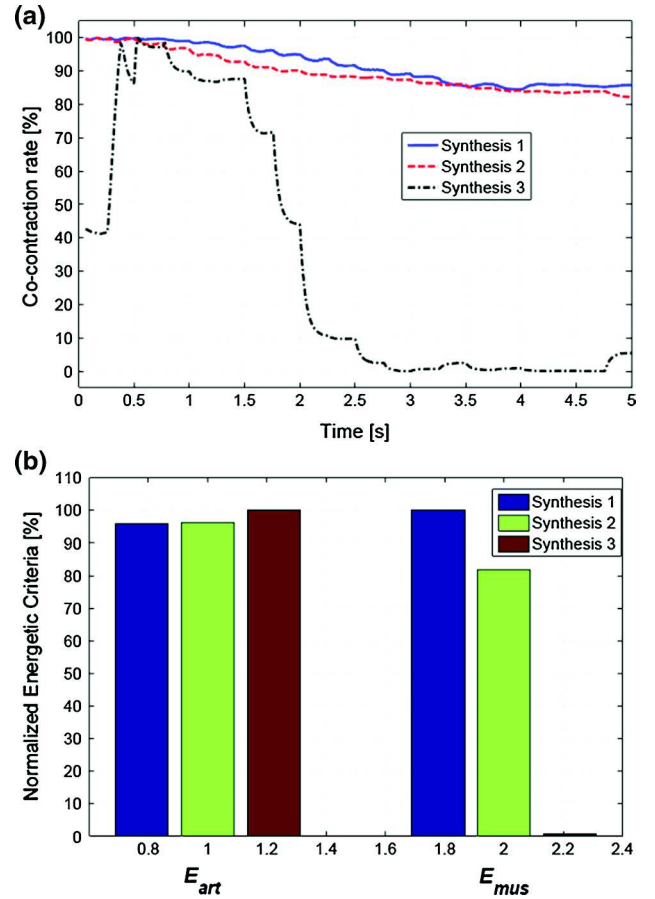 (a)
Co-contraction rate [%]
100
90
80
70
60
50
40
30
20
10
0
Synthesis 1
Synthesis 2
Synthesis 3
0 0.5 1 1.5 2 2.5 3 3.5 4 4.5 5
Time [s]
(b)
Normalized Energetic Criteria [%]
110
100
90
80
70
60
50
40
30
20
10
0
Synthesis 1
Synthesis 2
Synthesis 3
0.8 1 1.2 1.4 1.6 1.8 2 2.2 2.4
E_art E_mus